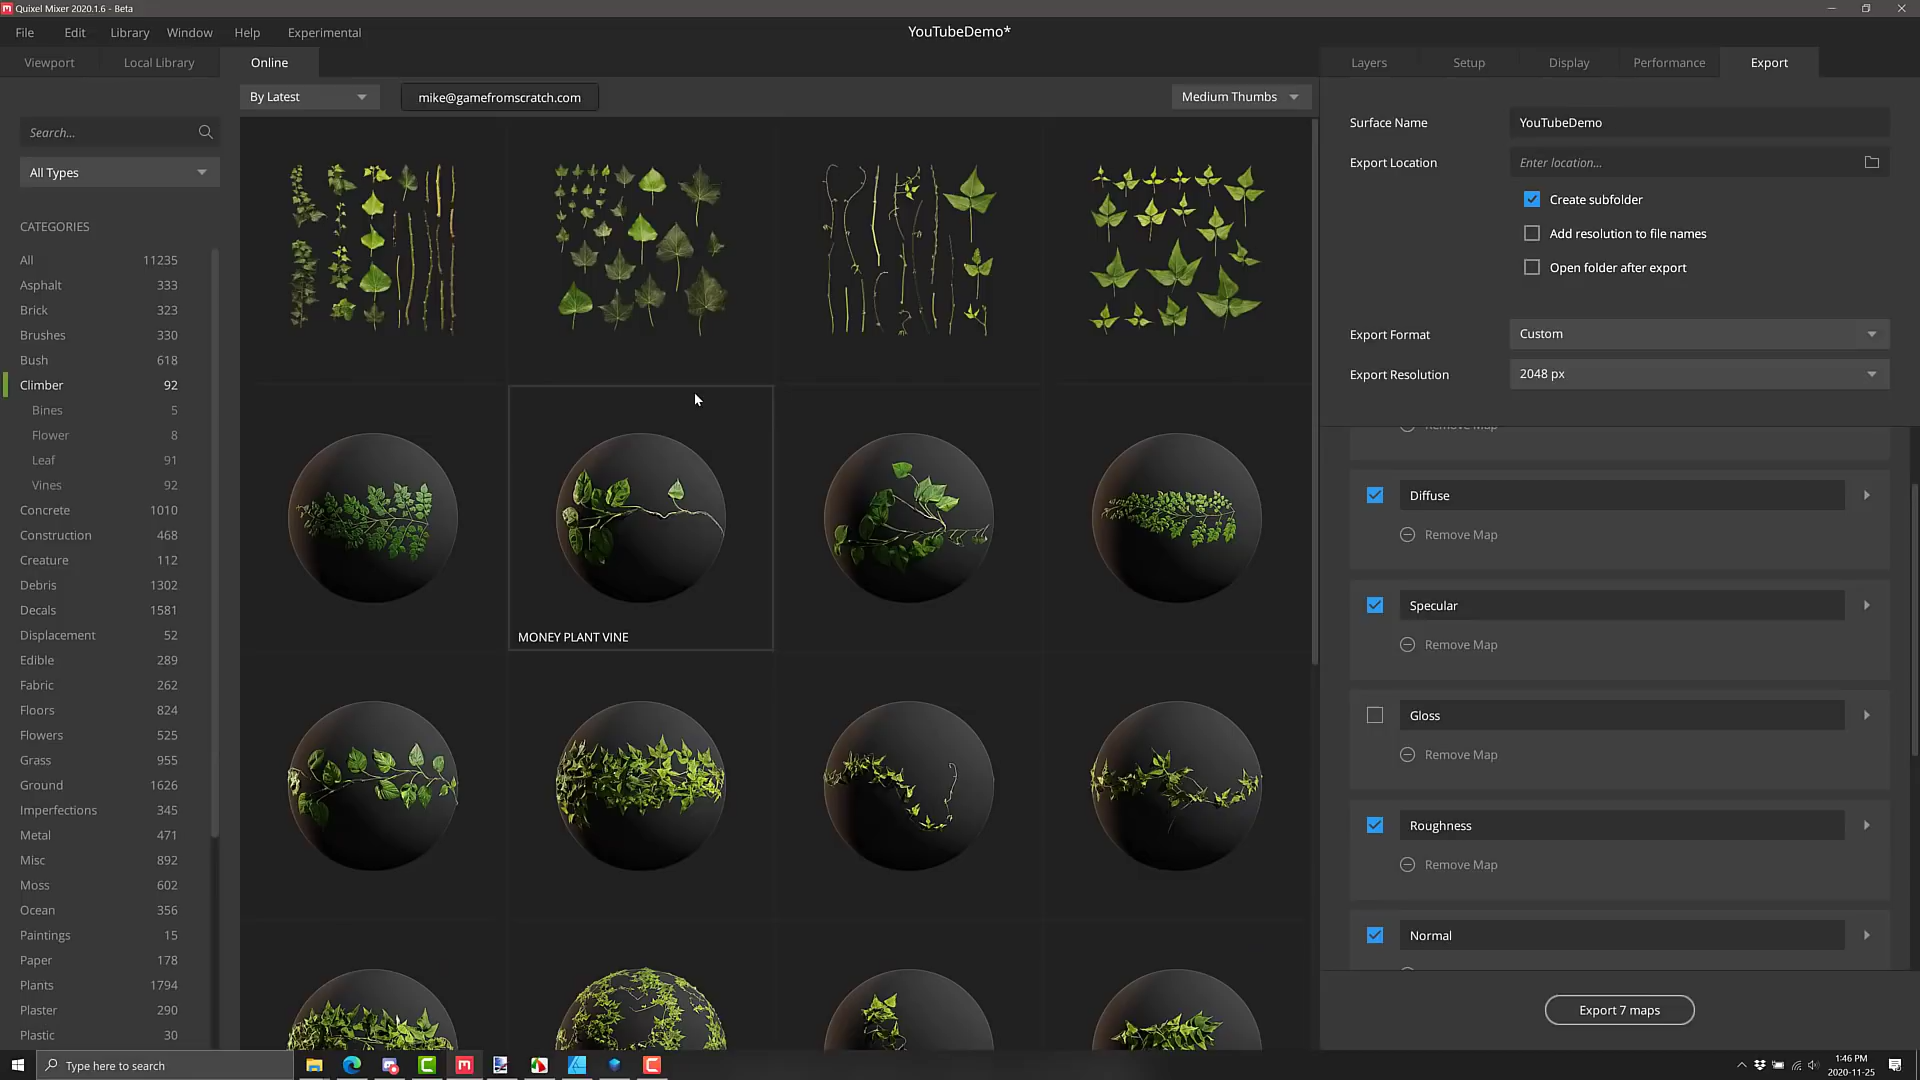 Quixel Mixer 2020.1.6 - Beta
File Edit Library Window Help Experimental
YouTubeDemo*
Viewport Local Library Online
Layers Setup Display Performance Export
By Latest
mike@gamefromscratch.com
Medium Thumbs
Search...
All Types
CATEGORIES
All 11235
Asphalt 333
Brick 323
Brushes 330
Bush 618
Climber 92
Bines 5
Flower 8
Leaf 91
Vines 92
Concrete 1010
Construction 468
Creature 112
Debris 1302
Decals 1581
Displacement 52
Edible 289
Fabric 262
Floors 824
Flowers 525
Grass 955
Ground 1626
Imperfections 345
Metal 471
Misc 892
Moss 602
Ocean 356
Paintings 15
Paper 178
Plants 1794
Plaster 290
Plastic 30
MONEY PLANT VINE
Surface Name YouTubeDemo
Export Location Enter location...
Create subfolder
Add resolution to file names
Open folder after export
Export Format Custom
Export Resolution 2048 px
Remove Map
Diffuse
Remove Map
Specular
Remove Map
Gloss
Remove Map
Roughness
Remove Map
Normal
Export 7 maps
Type here to search
1:46 PM
2020-11-25